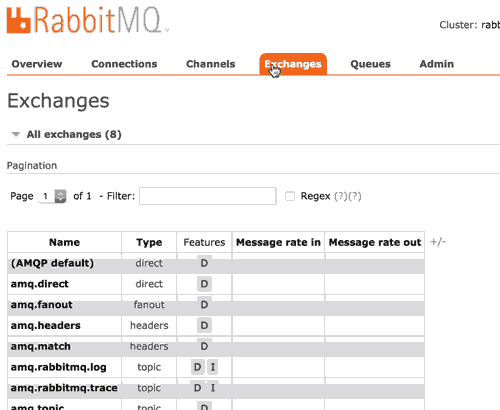 RabbitMQ TM
Cluster: rab
Overview Connections Channels Exchanges Queues Admin
Exchanges
All exchanges (8)
Pagination
Page 1 of 1 - Filter: Regex (?)(?)
Name Type Features Message rate in Message rate out +/-
(AMQP default) direct D
amq.direct direct D
amq.fanout fanout D
amq.headers headers D
amq.match headers D
amq.rabbitmq.log topic D I
amq.rabbitmq.trace topic D I
amq.topic topic D